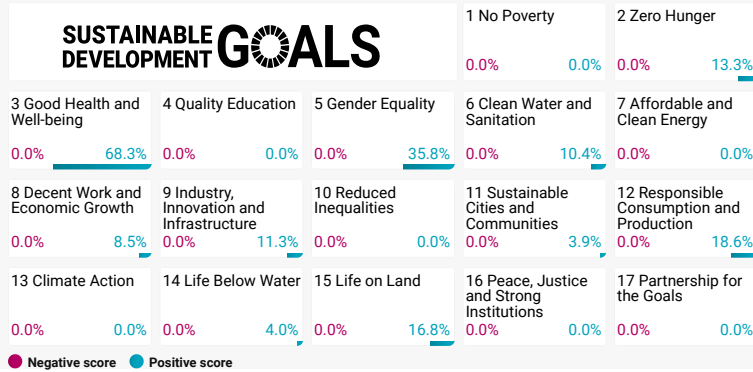 SUSTAINABLE
DEVELOPMENT
GOALS
1 No Poverty
0.0% 0.0%
2 Zero Hunger
0.0% 13.3%
3 Good Health and
Well-being
0.0% 68.3%
4 Quality Education
0.0% 0.0%
5 Gender Equality
0.0% 35.8%
6 Clean Water and
Sanitation
0.0% 10.4%
7 Affordable and
Clean Energy
0.0% 0.0%
8 Decent Work and
Economic Growth
0.0% 8.5%
9 Industry,
Innovation and
Infrastructure
0.0% 11.3%
10 Reduced
Inequalities
0.0% 0.0%
11 Sustainable
Cities and
Communities
0.0% 3.9%
12 Responsible
Consumption and
Production
0.0% 18.6%
13 Climate Action
0.0% 0.0%
14 Life Below Water
0.0% 4.0%
15 Life on Land
0.0% 16.8%
16 Peace, Justice
and Strong
Institutions
0.0% 0.0%
17 Partnership for
the Goals
0.0% 0.0%
Negative score Positive score